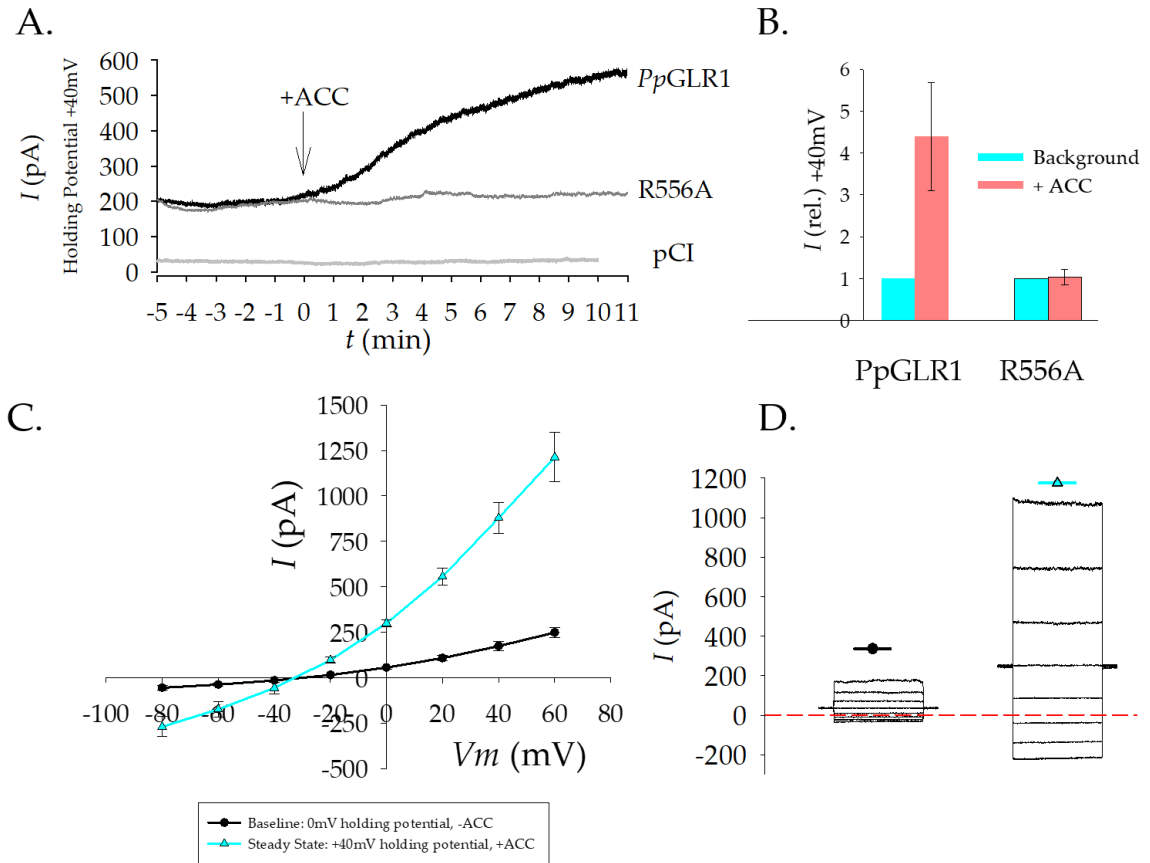 A.
I (pA)
Holding Potential +40mV
600
500
400
300
200
100
0
+ACC
PpGLR1
R556A
pCI
-5 -4 -3 -2 -1 0 1 2 3 4 5 6 7 8 9 10 11
t (min)
B.
I (rel.) +40mV
6
5
4
3
2
1
0
Background
+ ACC
PpGLR1 R556A
C.
I (pA)
1500
1250
1000
750
500
250
0
-250
-500
-100 -80 -60 -40 -20 0 20 40 60 80
Vm (mV)
Baseline: 0mV holding potential, -ACC
Steady State: +40mV holding potential, +ACC
D.
I (pA)
1200
1000
800
600
400
200
0
-200